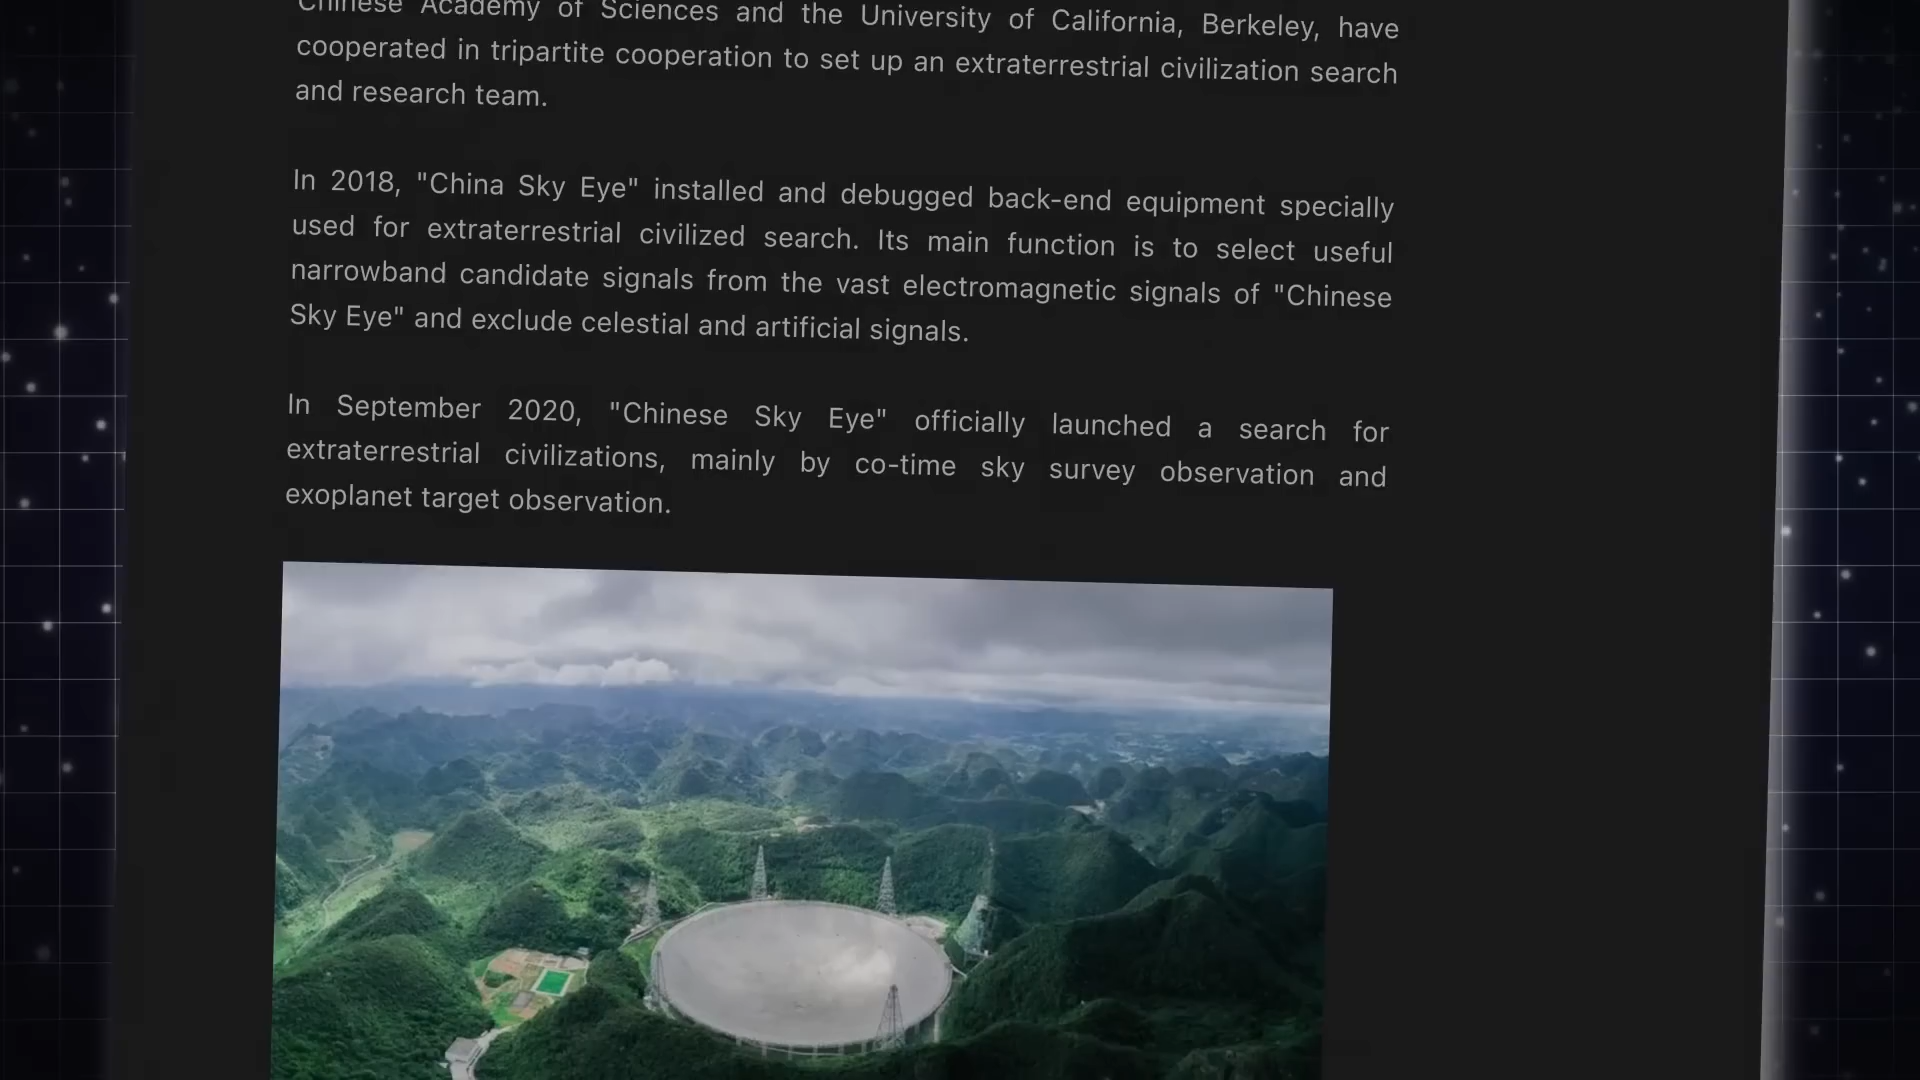 Chinese Academy of Sciences and the University of California, Berkeley, have
cooperated in tripartite cooperation to set up an extraterrestrial civilization search
and research team.
In 2018, "China Sky Eye" installed and debugged back-end equipment specially
used for extraterrestrial civilized search. Its main function is to select useful
narrowband candidate signals from the vast electromagnetic signals of "Chinese
Sky Eye" and exclude celestial and artificial signals.
In September 2020, "Chinese Sky Eye" officially launched a search for
extraterrestrial civilizations, mainly by co-time sky survey observation and
exoplanet target observation.